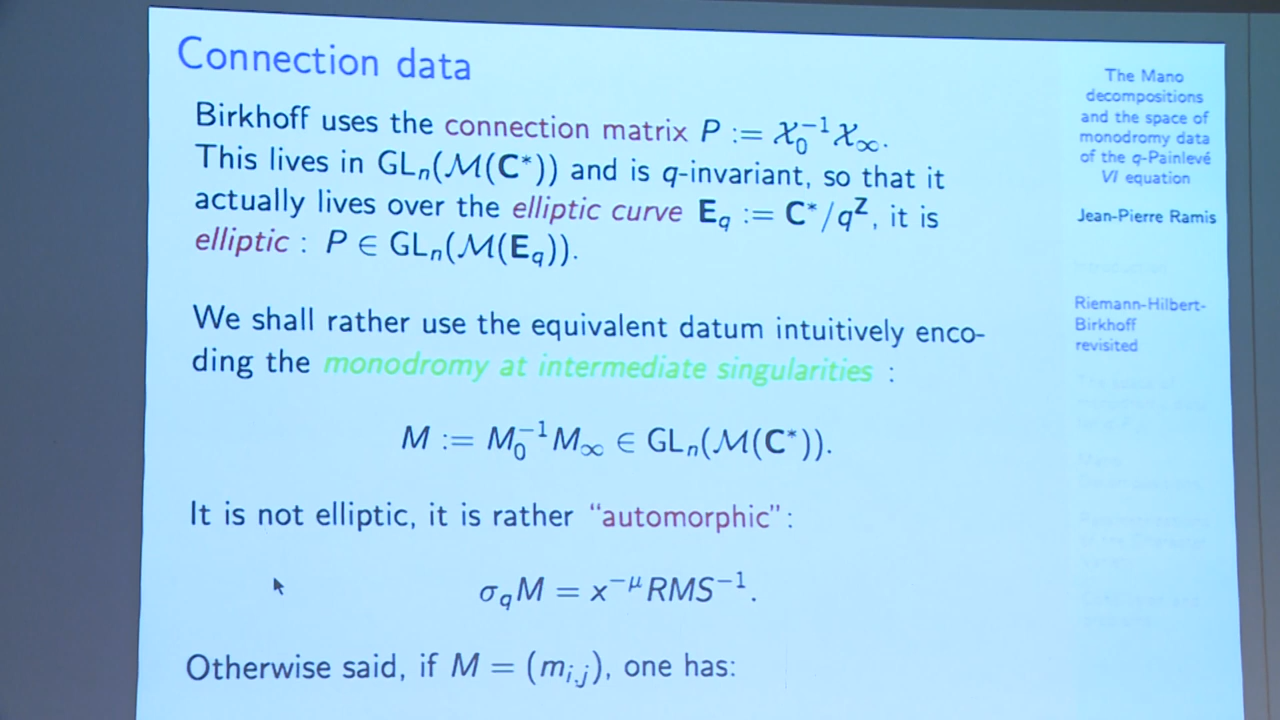 Connection data
Birkhoff uses the connection matrix P := 𝒳₀⁻¹𝒳∞.
This lives in GLₙ(ℳ(C*)) and is q-invariant, so that it
actually lives over the elliptic curve E_q := C*/q^Z, it is
elliptic : P ∈ GLₙ(ℳ(E_q)).
We shall rather use the equivalent datum intuitively enco-
ding the monodromy at intermediate singularities :
M := M₀⁻¹M∞ ∈ GLₙ(ℳ(C*)).
It is not elliptic, it is rather “automorphic”:
σ_qM = x^{−μ}RMS⁻¹.
Otherwise said, if M = (m_{i,j}), one has:
The Mano
decompositions
and the space of
monodromy data
of the q-Painlevé
VI equation
Jean-Pierre Ramis
Introduction
Riemann-Hilbert-
Birkhoff
revisited